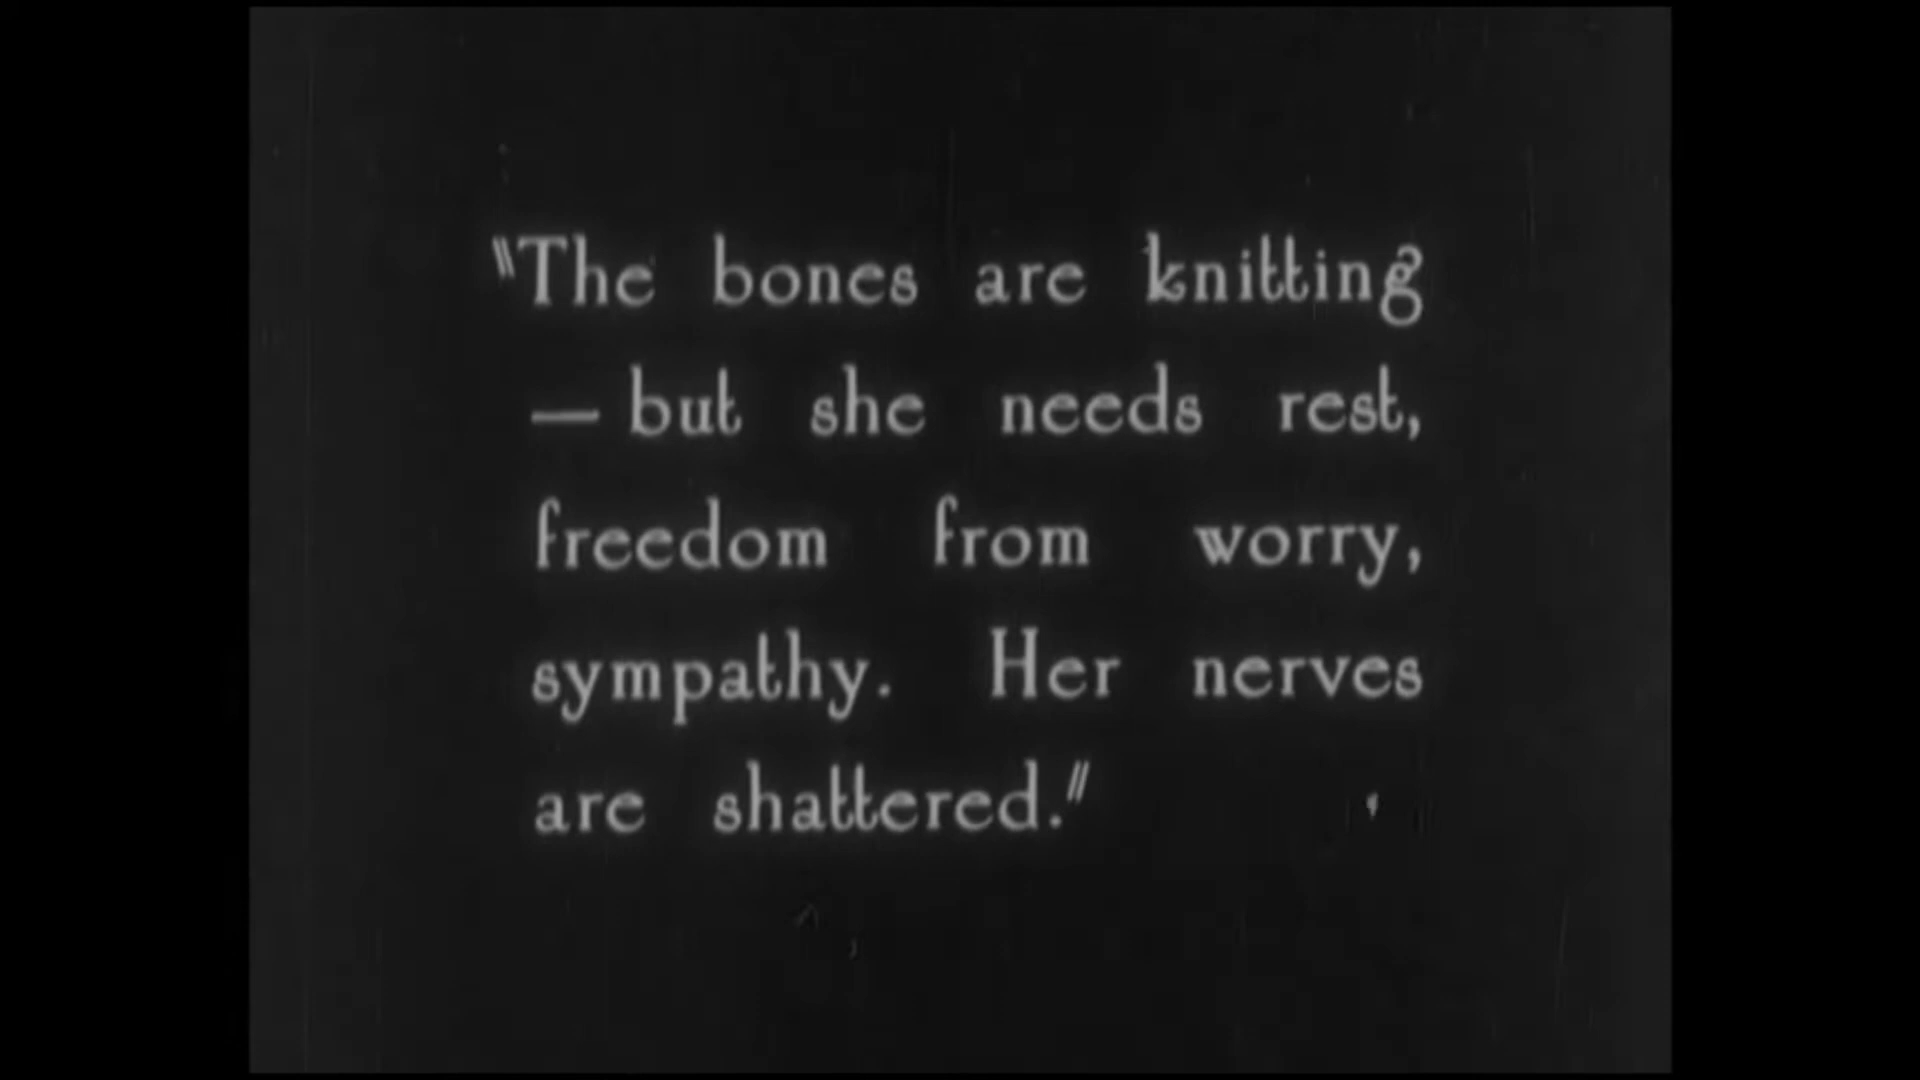 "The bones are knitting
— but she needs rest,
freedom from worry,
sympathy. Her nerves
are shattered."